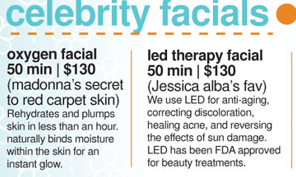 celebrity facials
oxygen facial
50 min | $130
(madonna's secret
to red carpet skin)
Rehydrates and plumps
skin in less than an hour.
naturally binds moisture
within the skin for an
instant glow.
led therapy facial
50 min | $130
(Jessica alba's fav)
We use LED for anti-aging,
correcting discoloration,
healing acne, and reversing
the effects of sun damage.
LED has been FDA approved
for beauty treatments.